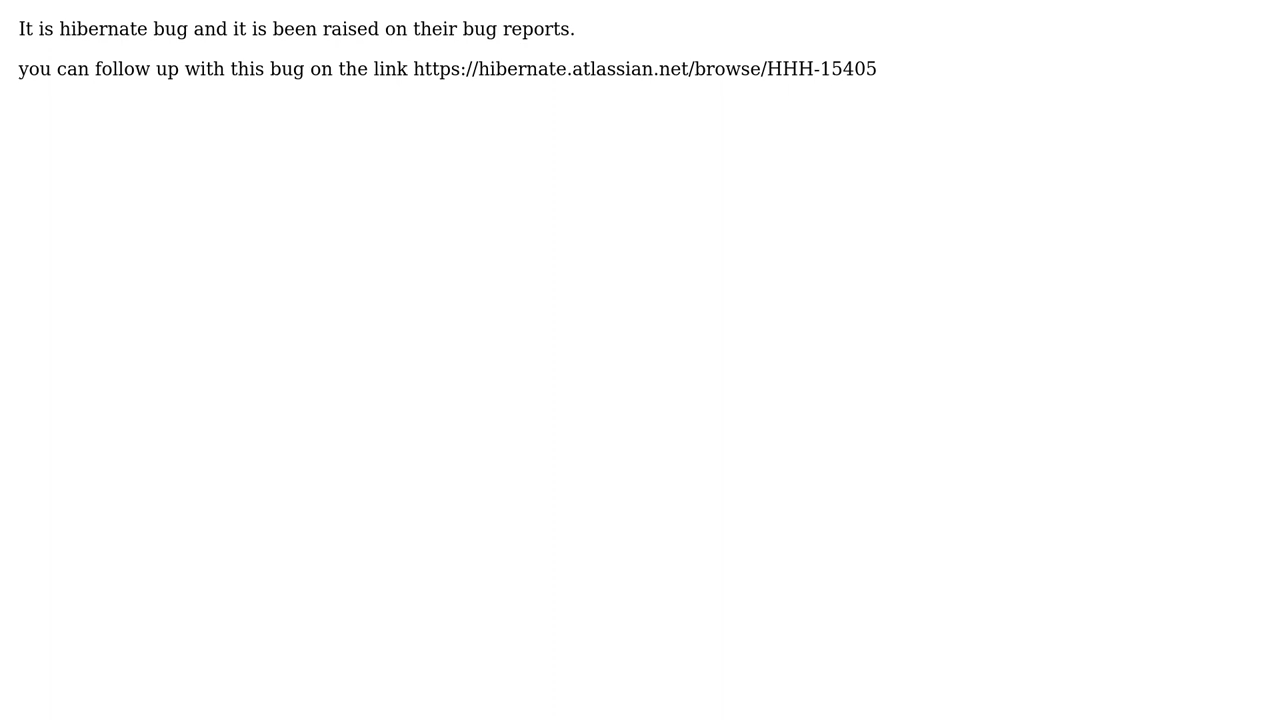 It is hibernate bug and it is been raised on their bug reports.
you can follow up with this bug on the link https://hibernate.atlassian.net/browse/HHH-15405